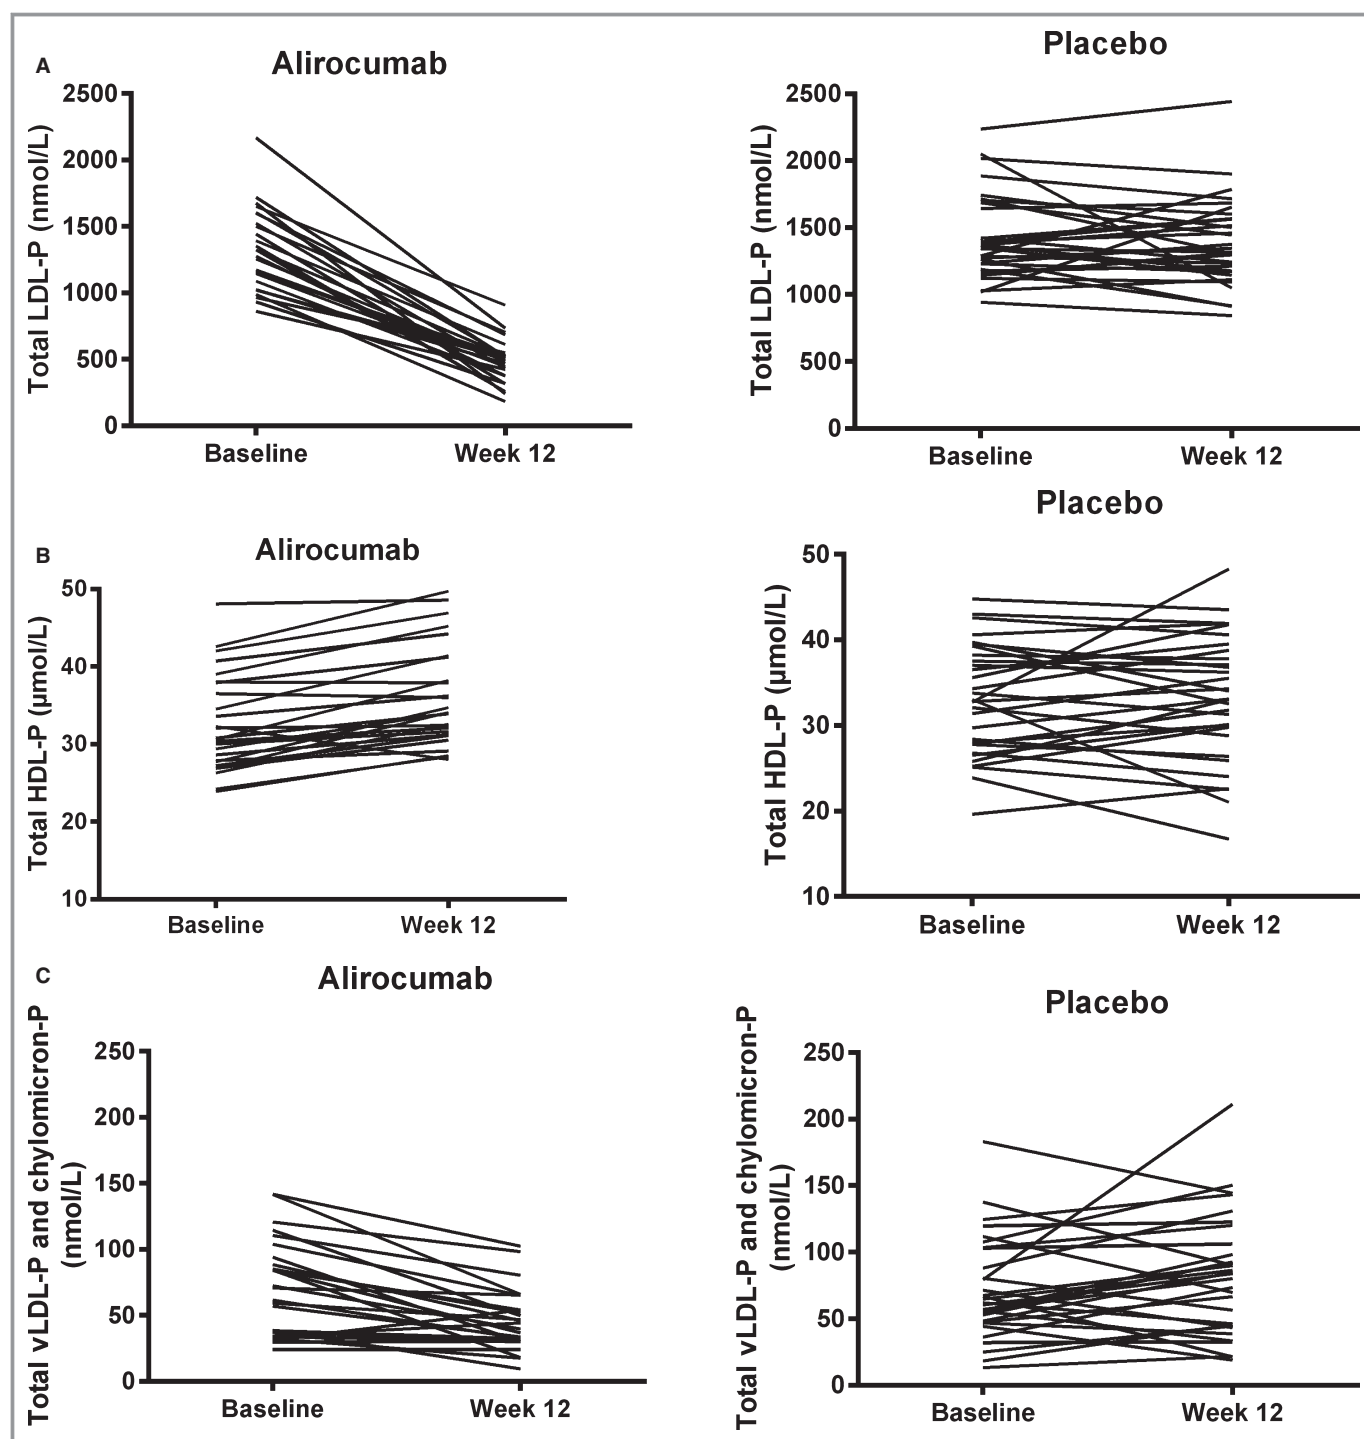 A
Alirocumab
Total LDL-P (nmol/L)
2500
2000
1500
1000
500
0
Baseline
Week 12
Placebo
Total LDL-P (nmol/L)
2500
2000
1500
1000
500
0
Baseline
Week 12
B
Alirocumab
Total HDL-P (µmol/L)
50
40
30
20
10
Baseline
Week 12
Placebo
Total HDL-P (µmol/L)
50
40
30
20
10
Baseline
Week 12
C
Alirocumab
Total vLDL-P and chylomicron-P
(nmol/L)
250
200
150
100
50
0
Baseline
Week 12
Placebo
Total vLDL-P and chylomicron-P
(nmol/L)
250
200
150
100
50
0
Baseline
Week 12